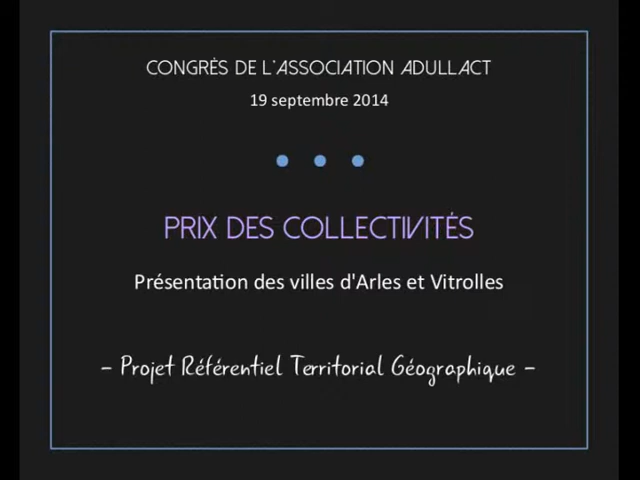 CONGRÈS DE L'ASSOCIATION ADULLACT
19 septembre 2014
PRIX DES COLLECTIVITÉS
Présentation des villes d'Arles et Vitrolles
- Projet Référentiel Territorial Géographique -